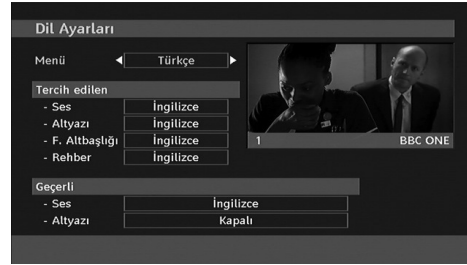 Dil Ayarları
Menü Türkçe
Tercih edilen
- Ses İngilizce
- Altyazı İngilizce
- F. Altbaşlığı İngilizce
- Rehber İngilizce
1 BBC ONE
Geçerli
- Ses İngilizce
- Altyazı Kapalı